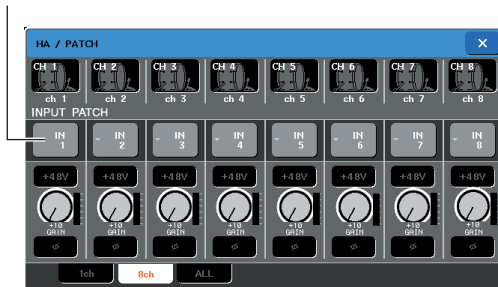 HA / PATCH
CH 1 CH 2 CH 3 CH 4 CH 5 CH 6 CH 7 CH 8
ch 1 ch 2 ch 3 ch 4 ch 5 ch 6 ch 7 ch 8
INPUT PATCH
IN IN IN IN IN IN IN IN
1 2 3 4 5 6 7 8
+48V +48V +48V +48V +48V +48V +48V +48V
+10 +10 +10 +10 +10 +10 +10 +10
GAIN GAIN GAIN GAIN GAIN GAIN GAIN GAIN
ø ø ø ø ø ø ø ø
1ch 8ch ALL